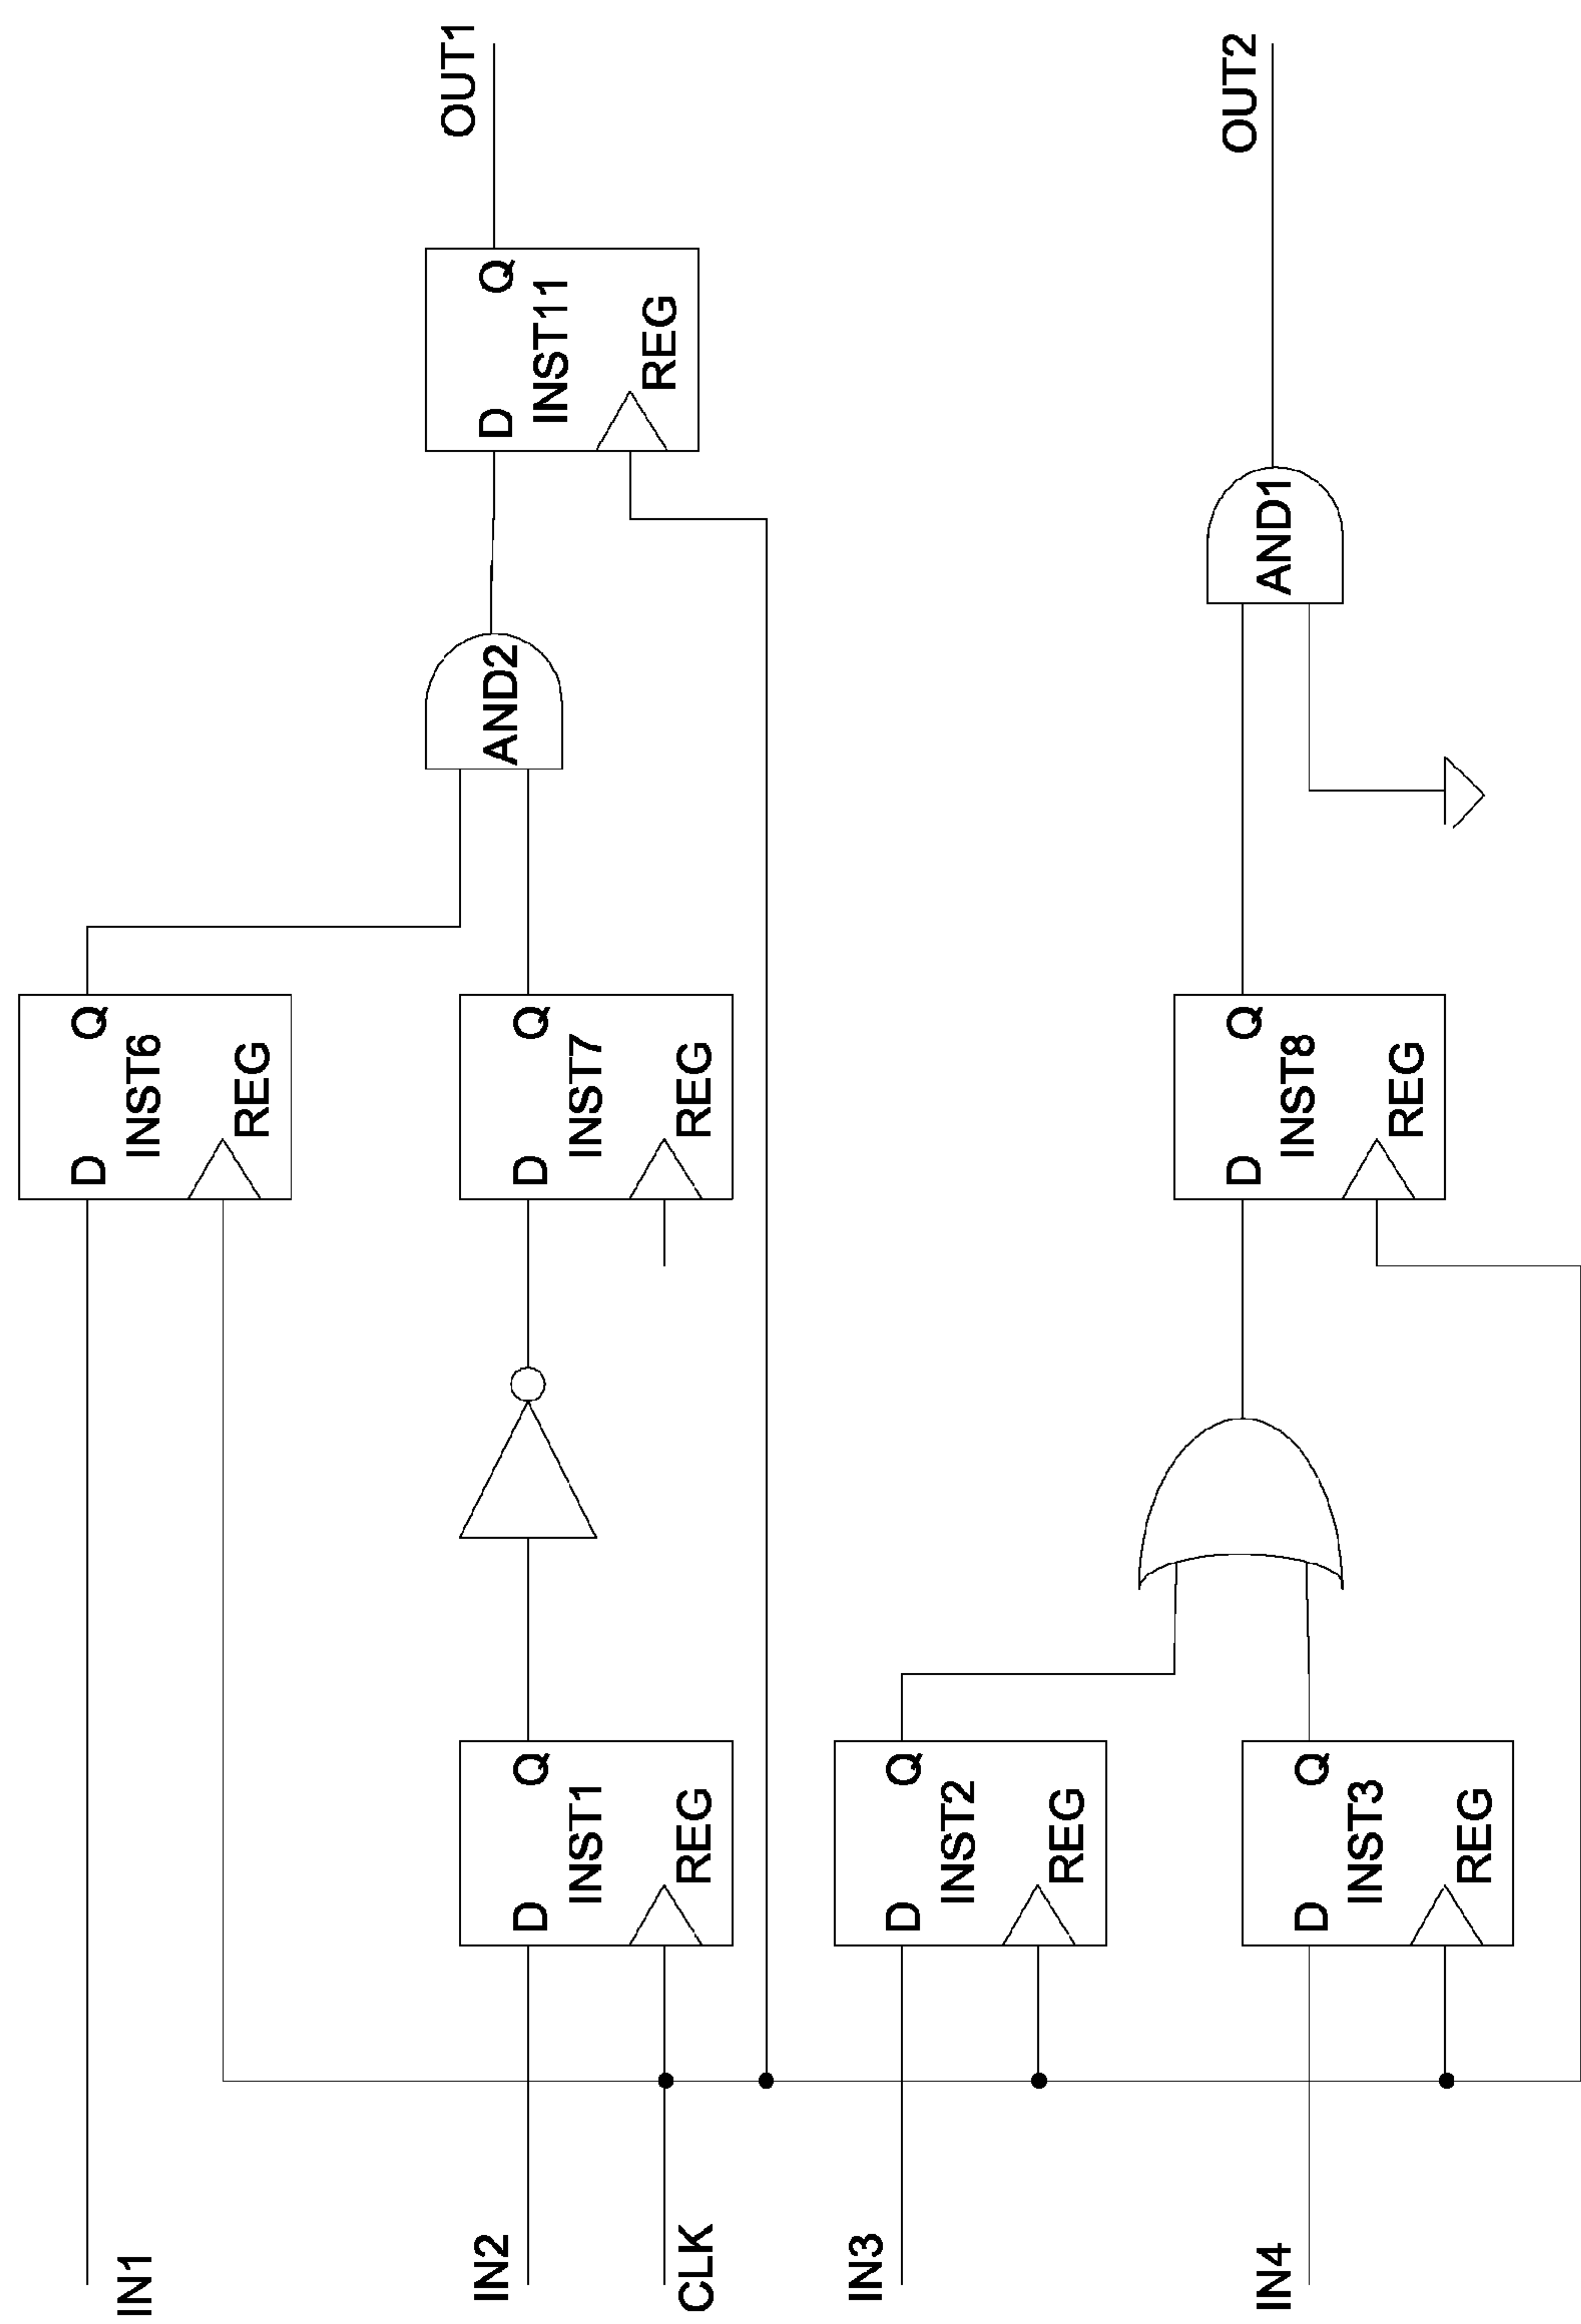 IN1
D
Q
INST6
REG
OUT1
D
Q
INST11
REG
AND2
IN2
D
Q
INST1
REG
CLK
D
Q
INST7
REG
IN3
D
Q
INST2
REG
D
Q
INST8
REG
AND1
OUT2
IN4
D
Q
INST3
REG